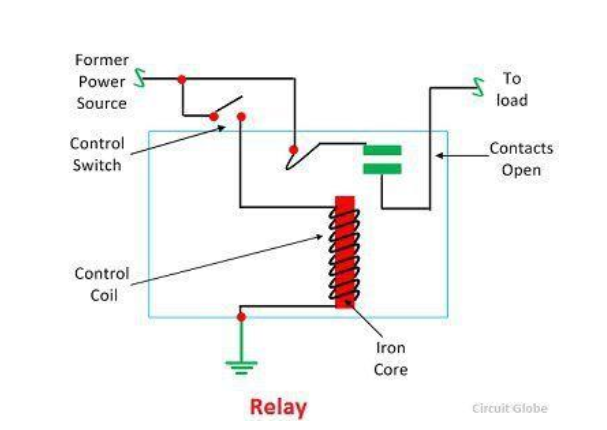 Former
Power
Source
To
load
Control
Switch
Contacts
Open
Control
Coil
Iron
Core
Relay
Circuit Globe